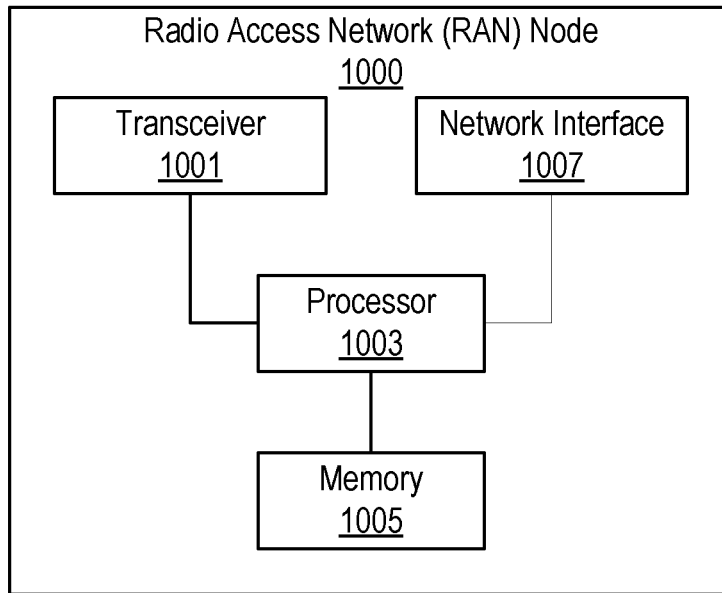 Radio Access Network (RAN) Node
1000
Transceiver
1001
Network Interface
1007
Processor
1003
Memory
1005